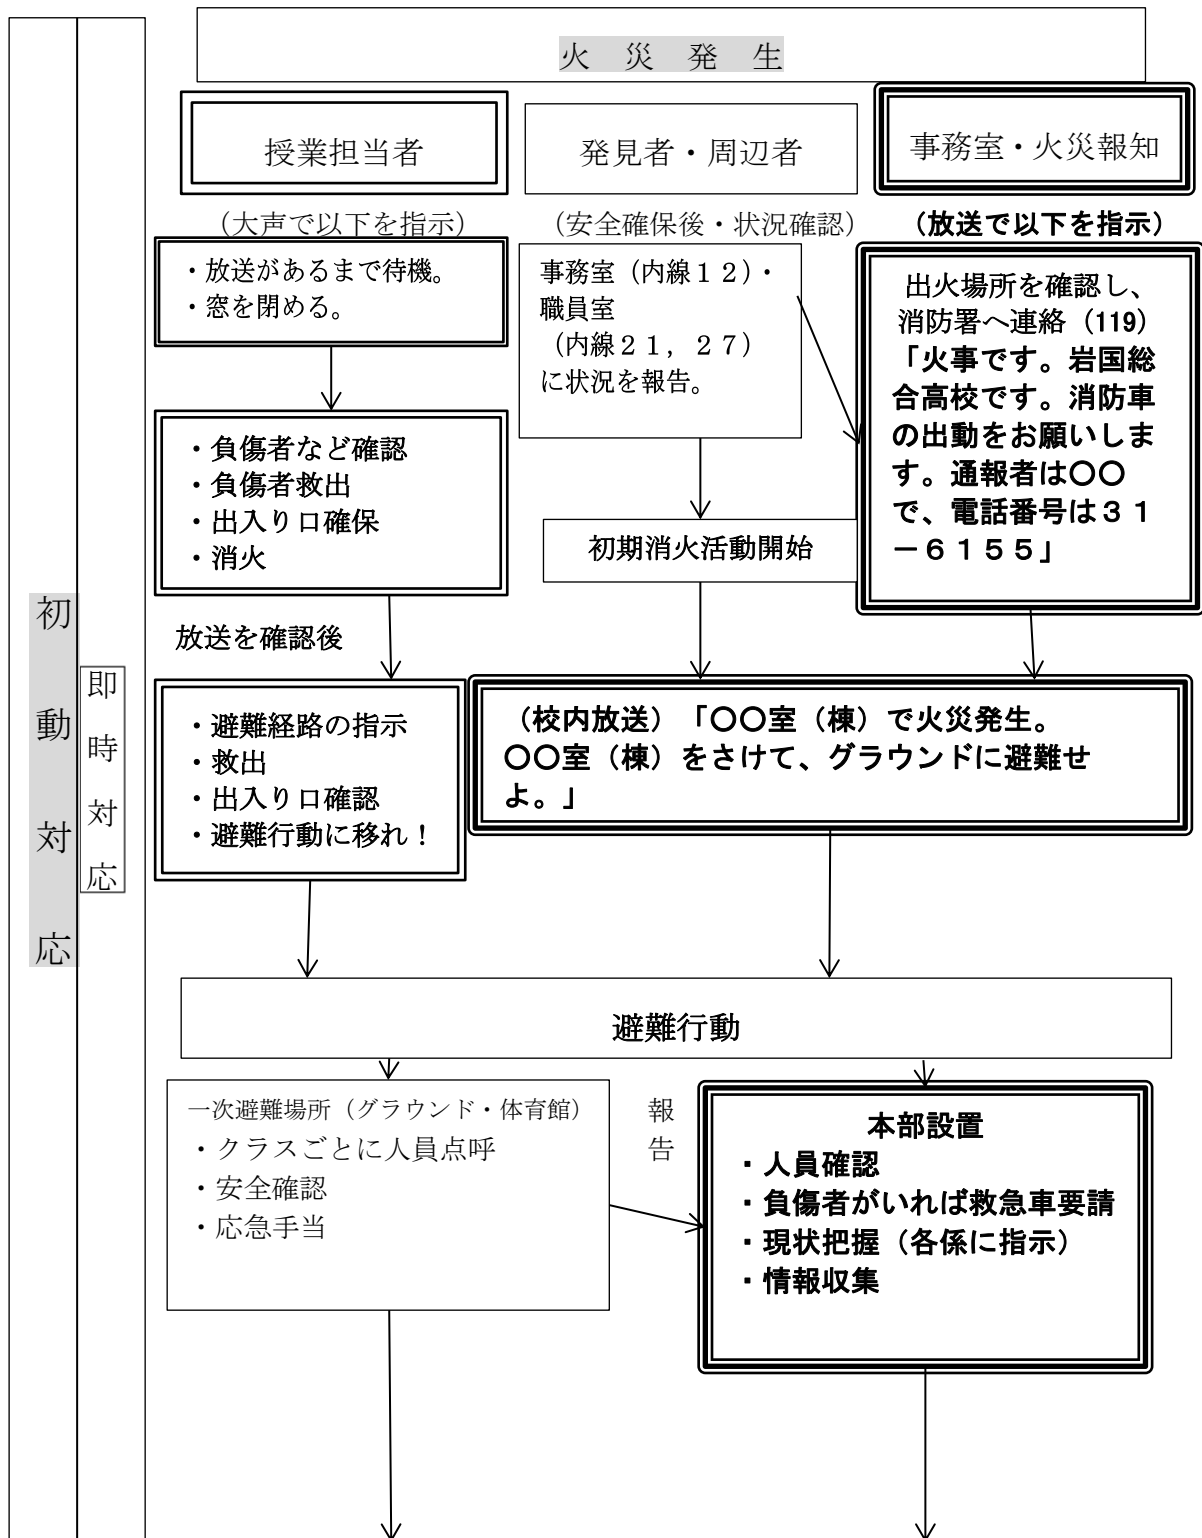 火 災 発 生
授業担当者
発見者・周辺者
事務室・火災報知
（大声で以下を指示）
（安全確保後・状況確認）
（放送で以下を指示）
・放送があるまで待機。
・窓を閉める。
事務室（内線１２）・
職員室
（内線２１，２７）
に状況を報告。
出火場所を確認し、
消防署へ連絡（119）
「火事です。岩国総
合高校です。消防車
の出動をお願いしま
す。通報者は〇〇
で、電話番号は３１
－６１５５」
・負傷者など確認
・負傷者救出
・出入り口確保
・消火
初期消火活動開始
放送を確認後
初動対応
即時対応
・避難経路の指示
・救出
・出入り口確認
・避難行動に移れ！
（校内放送）「〇〇室（棟）で火災発生。
〇〇室（棟）をさけて、グラウンドに避難せ
よ。」
避難行動
一次避難場所（グラウンド・体育館）
・クラスごとに人員点呼
・安全確認
・応急手当
報告
本部設置
・人員確認
・負傷者がいれば救急車要請
・現状把握（各係に指示）
・情報収集